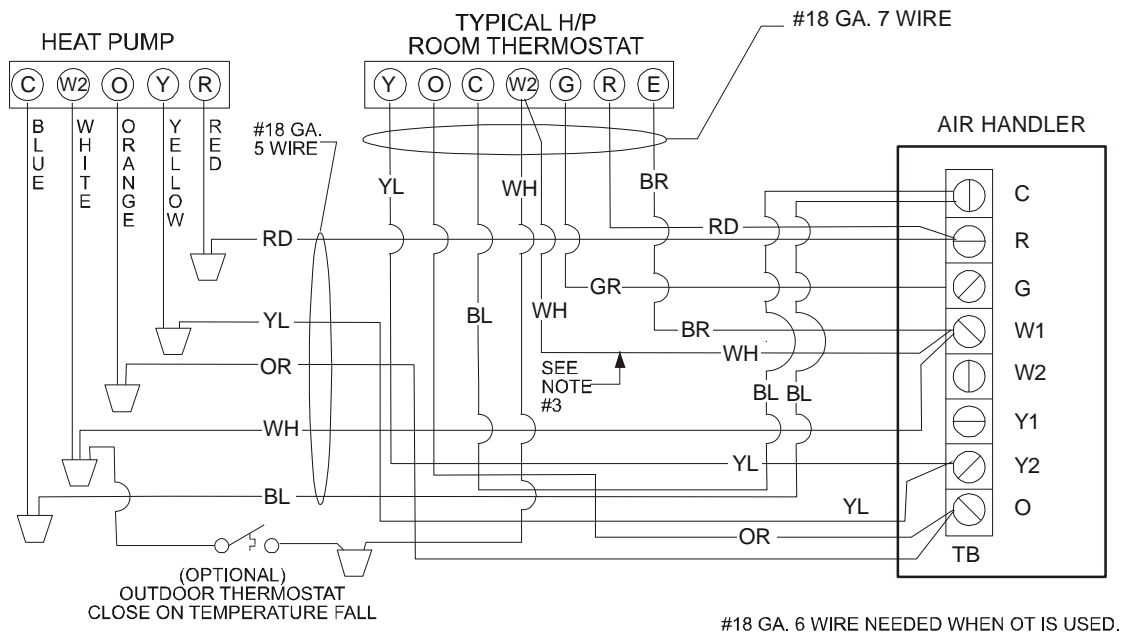 #18 GA. 7 WIRE
TYPICAL H/P
ROOM THERMOSTAT
HEAT PUMP
C W2 O Y R
Y O C W2 G R E
BLUE
WHITE
ORANGE
YELLOW
RED
#18 GA.
5 WIRE
AIR HANDLER
YL
WH
BR
C
RD
RD
R
GR
G
BL
WH
YL
BR
W1
WH
OR
SEE
NOTE
#3
W2
BL
BL
WH
Y1
YL
Y2
BL
YL
O
OR
TB
(OPTIONAL)
OUTDOOR THERMOSTAT
CLOSE ON TEMPERATURE FALL
#18 GA. 6 WIRE NEEDED WHEN OT IS USED.